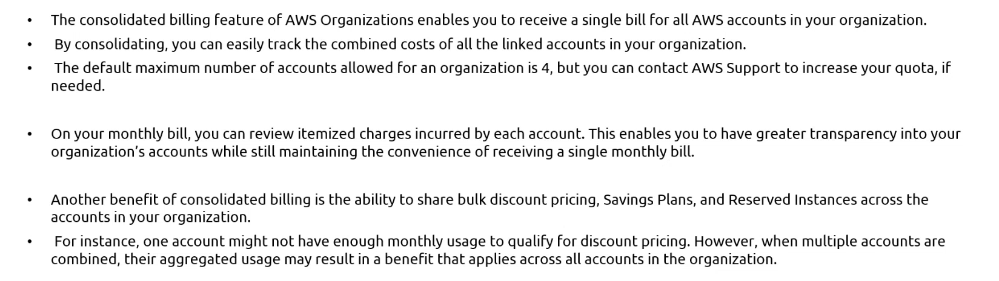 • The consolidated billing feature of AWS Organizations enables you to receive a single bill for all AWS accounts in your organization.
• By consolidating, you can easily track the combined costs of all the linked accounts in your organization.
• The default maximum number of accounts allowed for an organization is 4, but you can contact AWS Support to increase your quota, if
needed.
• On your monthly bill, you can review itemized charges incurred by each account. This enables you to have greater transparency into your
organization’s accounts while still maintaining the convenience of receiving a single monthly bill.
• Another benefit of consolidated billing is the ability to share bulk discount pricing, Savings Plans, and Reserved Instances across the
accounts in your organization.
• For instance, one account might not have enough monthly usage to qualify for discount pricing. However, when multiple accounts are
combined, their aggregated usage may result in a benefit that applies across all accounts in the organization.